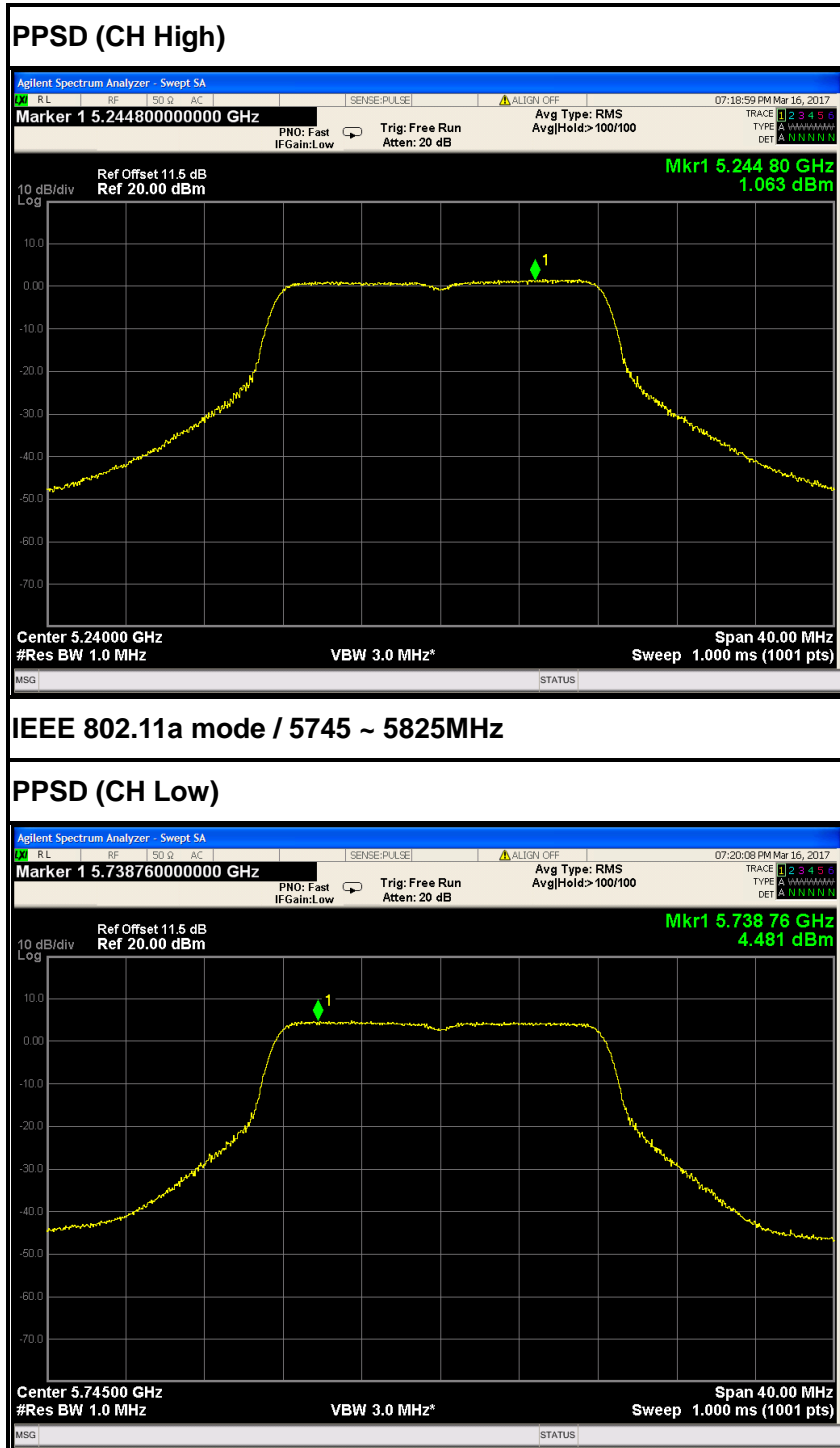 PPSD (CH High)
Agilent Spectrum Analyzer - Swept SA
LXI RL RF 50 Ω AC SENSE:PULSE ALIGN OFF 07:18:59 PM Mar 16, 2017
Marker 1 5.244800000000 GHz Avg Type: RMS TRACE 1 2 3 4 5 6
PNO: Fast Trig: Free Run Avg|Hold:>100/100 TYPE A WWWWW
IFGain:Low Atten: 20 dB DET A N N N N N
Mkr1 5.244 80 GHz
Ref Offset 11.5 dB
10 dB/div Ref 20.00 dBm 1.063 dBm
Log
10.0
1
0.00
-10.0
-20.0
-30.0
-40.0
-50.0
-60.0
-70.0
Center 5.24000 GHz Span 40.00 MHz
#Res BW 1.0 MHz VBW 3.0 MHz* Sweep 1.000 ms (1001 pts)
MSG STATUS
IEEE 802.11a mode / 5745 ~ 5825MHz
PPSD (CH Low)
Agilent Spectrum Analyzer - Swept SA
LXI RL RF 50 Ω AC SENSE:PULSE ALIGN OFF 07:20:08 PM Mar 16, 2017
Marker 1 5.738760000000 GHz Avg Type: RMS TRACE 1 2 3 4 5 6
PNO: Fast Trig: Free Run Avg|Hold:>100/100 TYPE A WWWWW
IFGain:Low Atten: 20 dB DET A N N N N N
Mkr1 5.738 76 GHz
Ref Offset 11.5 dB
10 dB/div Ref 20.00 dBm 4.481 dBm
Log
10.0
1
0.00
-10.0
-20.0
-30.0
-40.0
-50.0
-60.0
-70.0
Center 5.74500 GHz Span 40.00 MHz
#Res BW 1.0 MHz VBW 3.0 MHz* Sweep 1.000 ms (1001 pts)
MSG STATUS